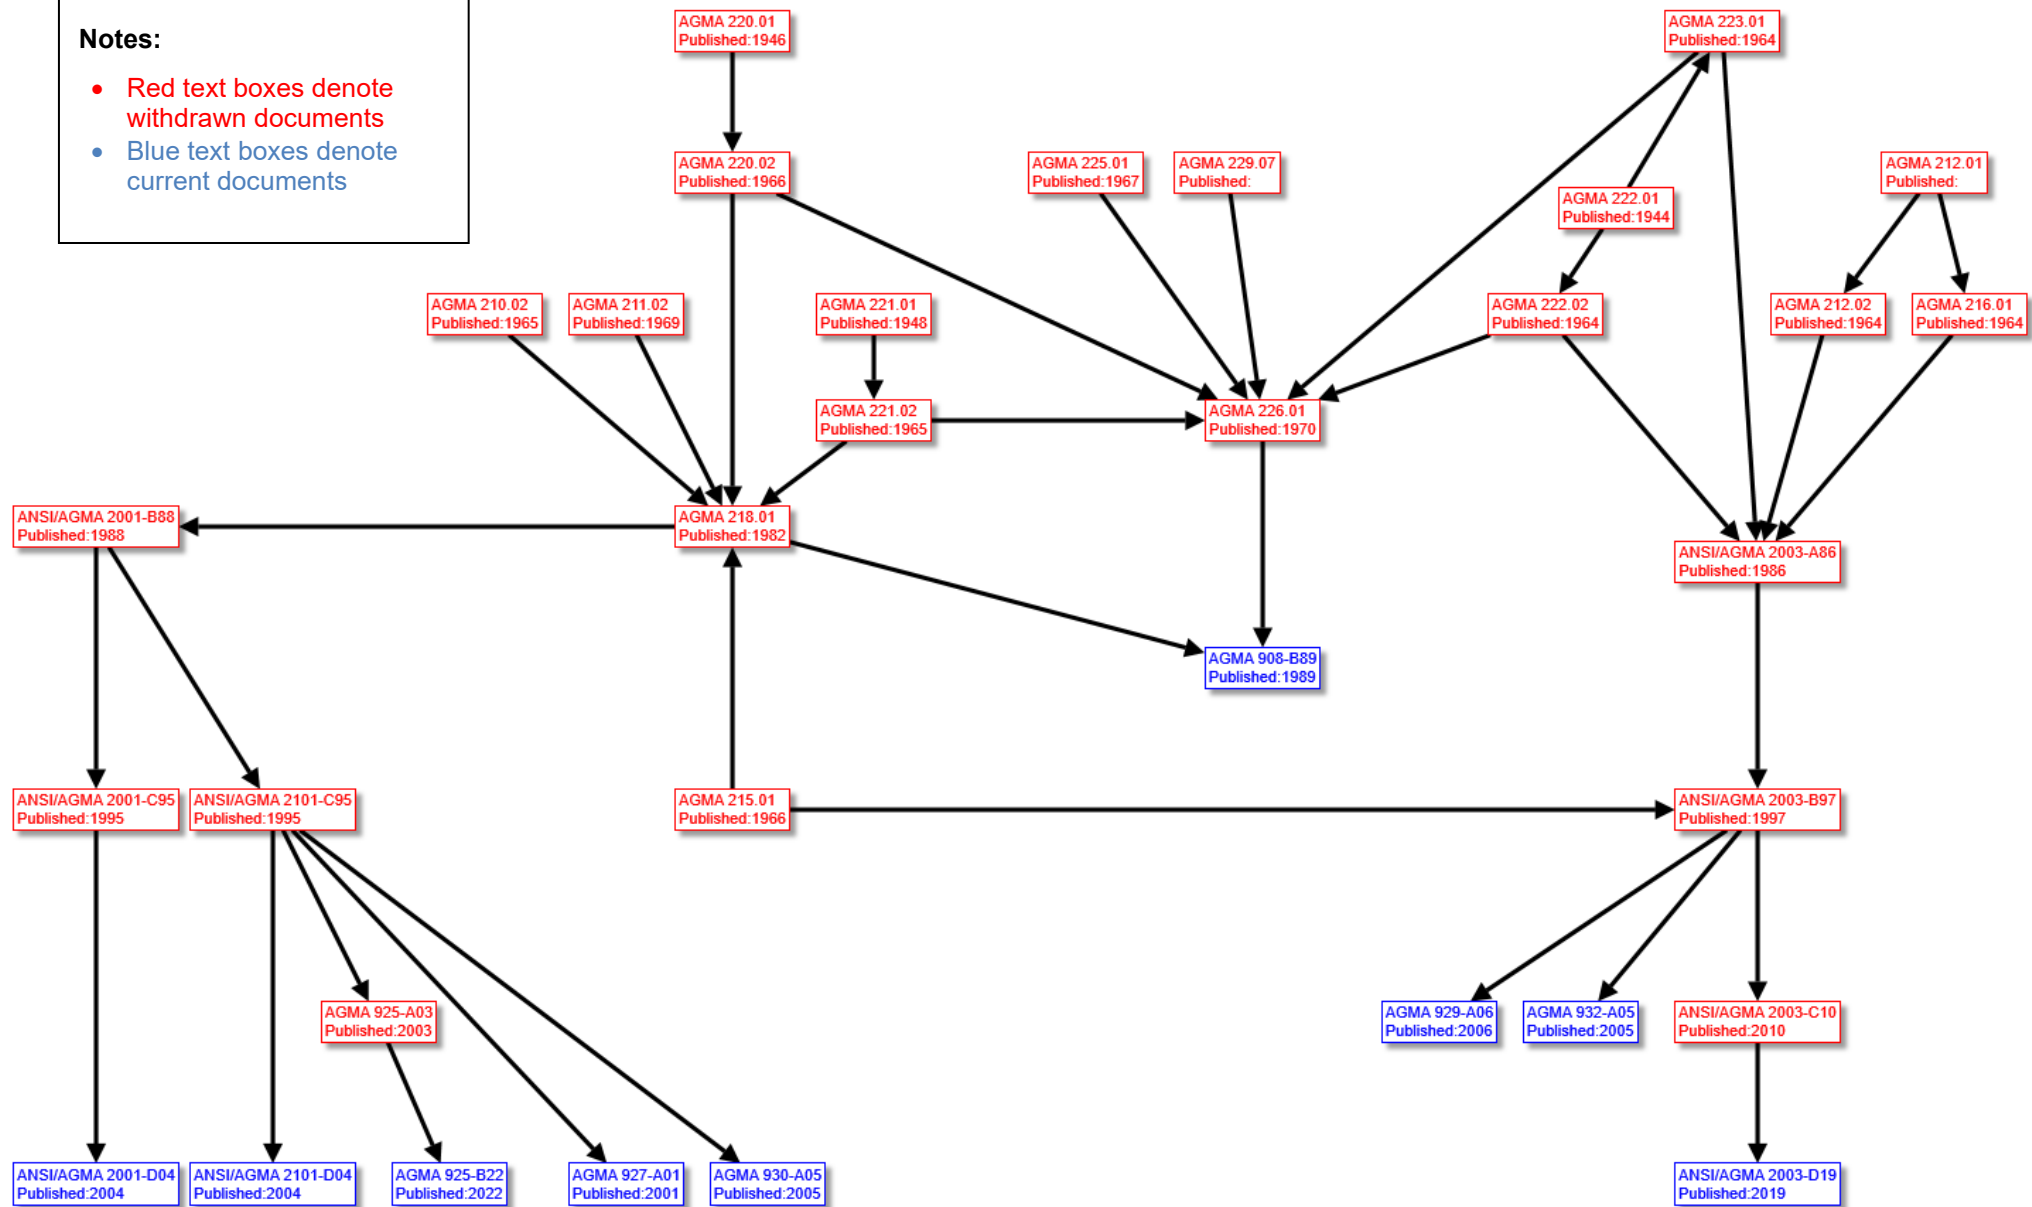 Notes:
• Red text boxes denote
withdrawn documents
• Blue text boxes denote
current documents
AGMA 220.01
Published:1946
AGMA 223.01
Published:1964
AGMA 220.02
Published:1966
AGMA 225.01
Published:1967
AGMA 229.07
Published:
AGMA 212.01
Published:
AGMA 222.01
Published:1944
AGMA 210.02
Published:1965
AGMA 211.02
Published:1969
AGMA 221.01
Published:1948
AGMA 222.02
Published:1964
AGMA 212.02
Published:1964
AGMA 216.01
Published:1964
AGMA 221.02
Published:1965
AGMA 226.01
Published:1970
ANSI/AGMA 2001-B88
Published:1988
AGMA 218.01
Published:1982
ANSI/AGMA 2003-A86
Published:1986
AGMA 908-B89
Published:1989
ANSI/AGMA 2001-C95
Published:1995
ANSI/AGMA 2101-C95
Published:1995
AGMA 215.01
Published:1966
ANSI/AGMA 2003-B97
Published:1997
AGMA 925-A03
Published:2003
AGMA 929-A06
Published:2006
AGMA 932-A05
Published:2005
ANSI/AGMA 2003-C10
Published:2010
ANSI/AGMA 2001-D04
Published:2004
ANSI/AGMA 2101-D04
Published:2004
AGMA 925-B22
Published:2022
AGMA 927-A01
Published:2001
AGMA 930-A05
Published:2005
ANSI/AGMA 2003-D19
Published:2019